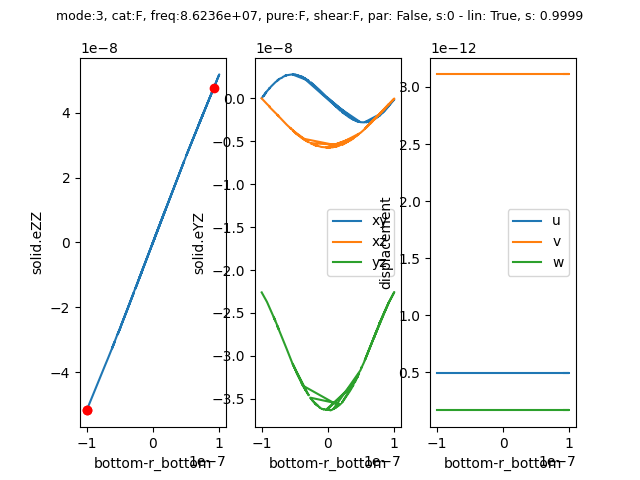 mode:3, cat:F, freq:8.6236e+07, pure:F, shear:F, par: False, s:0 - lin: True, s: 0.9999
1e−8
4
2
0
−2
−4
solid.eZZ
−1
0
1
1e−7
bottom-r_bottom
1e−8
0.0
−0.5
−1.0
−1.5
−2.0
−2.5
−3.0
−3.5
solid.eYZ
xy
xz
yz
−1
0
1
1e−7
bottom-r_bottom
1e−12
3.0
2.5
2.0
1.5
1.0
0.5
displacement
u
v
w
−1
0
1
1e−7
bottom-r_bottom